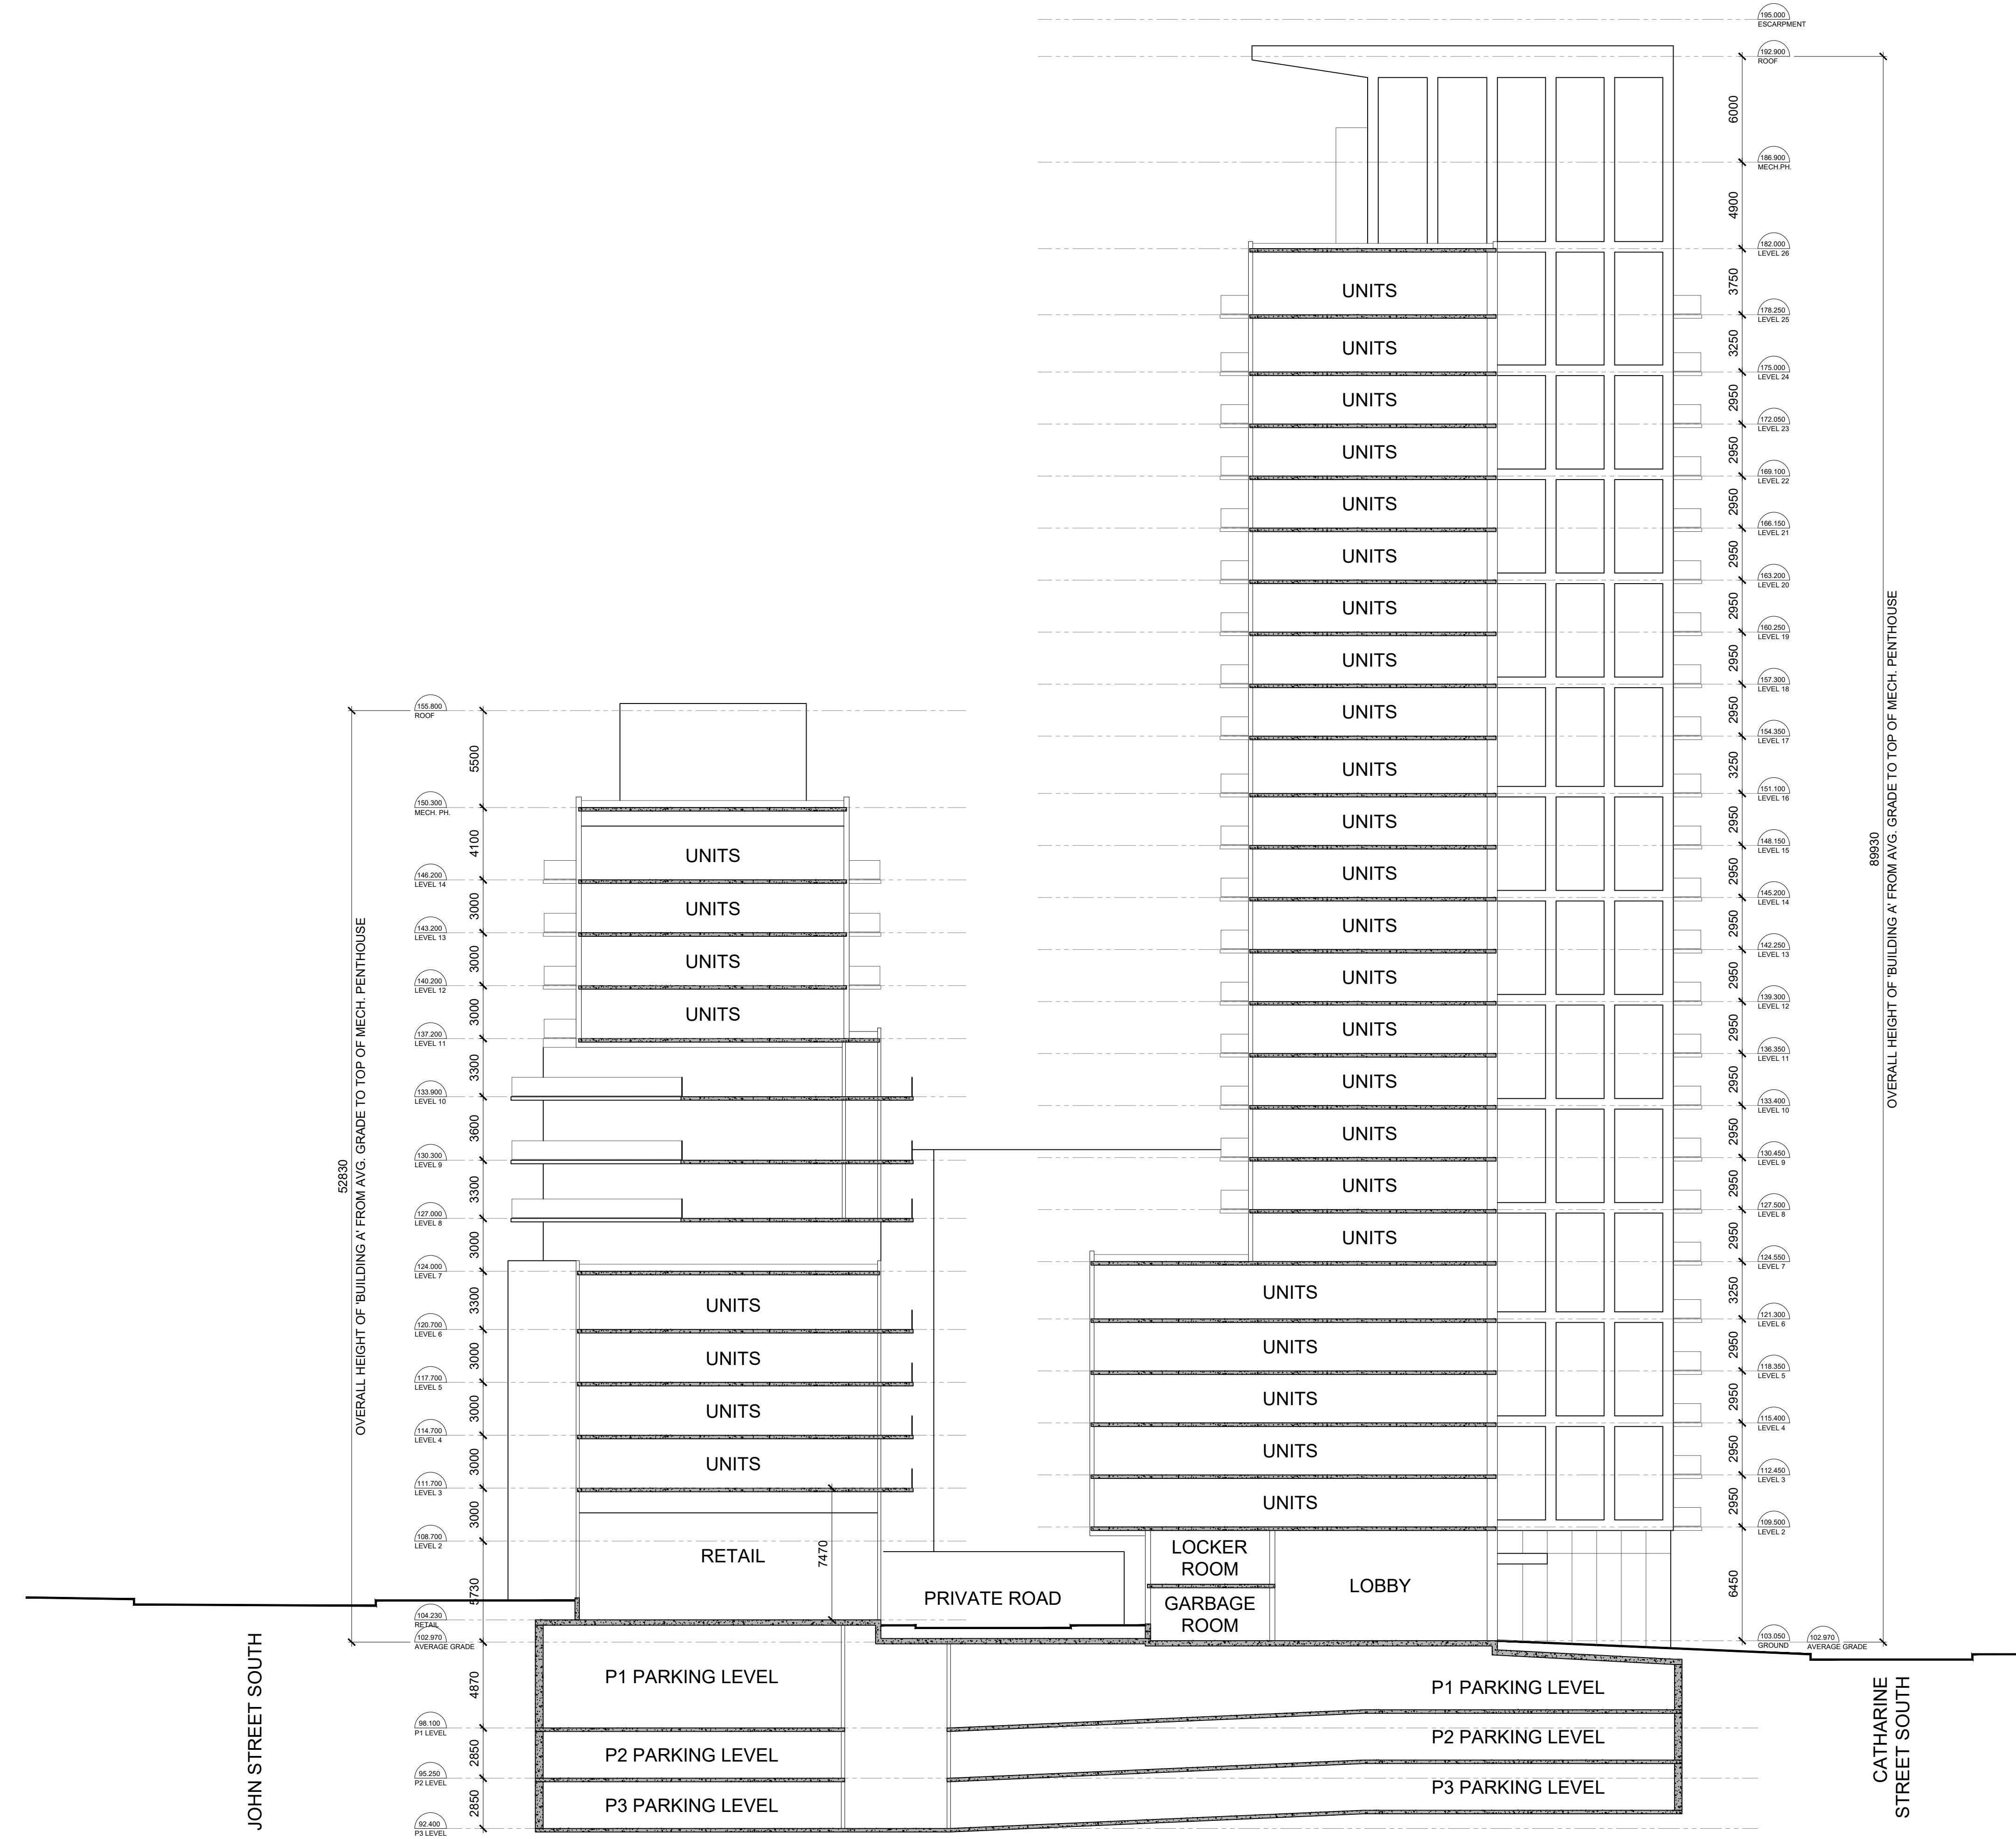 195.000
ESCARPMENT
192.900
ROOF
6000
186.900
MECH.PH.
4900
182.000
LEVEL 26
3750
UNITS
178.250
LEVEL 25
3250
UNITS
175.000
LEVEL 24
2950
UNITS
172.050
LEVEL 23
2950
UNITS
169.100
LEVEL 22
2950
UNITS
166.150
LEVEL 21
2950
UNITS
163.200
LEVEL 20
2950
UNITS
160.250
LEVEL 19
2950
UNITS
157.300
LEVEL 18
2950
UNITS
154.350
LEVEL 17
3250
UNITS
151.100
LEVEL 16
2950
UNITS
148.150
LEVEL 15
2950
UNITS
145.200
LEVEL 14
2950
UNITS
142.250
LEVEL 13
2950
UNITS
139.300
LEVEL 12
2950
UNITS
136.350
LEVEL 11
2950
UNITS
133.400
LEVEL 10
2950
UNITS
130.450
LEVEL 9
2950
UNITS
127.500
LEVEL 8
2950
UNITS
124.550
LEVEL 7
3250
UNITS
121.300
LEVEL 6
2950
UNITS
118.350
LEVEL 5
2950
UNITS
115.400
LEVEL 4
2950
UNITS
112.450
LEVEL 3
2950
UNITS
109.500
LEVEL 2
6450
103.050
GROUND
102.970
AVERAGE GRADE
89930
OVERALL HEIGHT OF 'BUILDING A' FROM AVG. GRADE TO TOP OF MECH. PENTHOUSE
LOCKER
ROOM
GARBAGE
ROOM
LOBBY
155.800
ROOF
5500
150.300
MECH. PH.
4100
UNITS
146.200
LEVEL 14
3000
UNITS
143.200
LEVEL 13
3000
UNITS
140.200
LEVEL 12
3000
UNITS
137.200
LEVEL 11
3300
133.900
LEVEL 10
3600
130.300
LEVEL 9
3300
127.000
LEVEL 8
3000
124.000
LEVEL 7
3300
UNITS
120.700
LEVEL 6
3000
UNITS
117.700
LEVEL 5
3000
UNITS
114.700
LEVEL 4
3000
UNITS
111.700
LEVEL 3
3000
108.700
LEVEL 2
RETAIL
7470
5730
104.230
RETAIL
102.970
AVERAGE GRADE
52830
OVERALL HEIGHT OF 'BUILDING A' FROM AVG. GRADE TO TOP OF MECH. PENTHOUSE
PRIVATE ROAD
4870
P1 PARKING LEVEL
P1 PARKING LEVEL
98.100
P1 LEVEL
2850
P2 PARKING LEVEL
P2 PARKING LEVEL
95.250
P2 LEVEL
2850
P3 PARKING LEVEL
P3 PARKING LEVEL
92.400
P3 LEVEL
JOHN STREET SOUTH
CATHARINE
STREET SOUTH